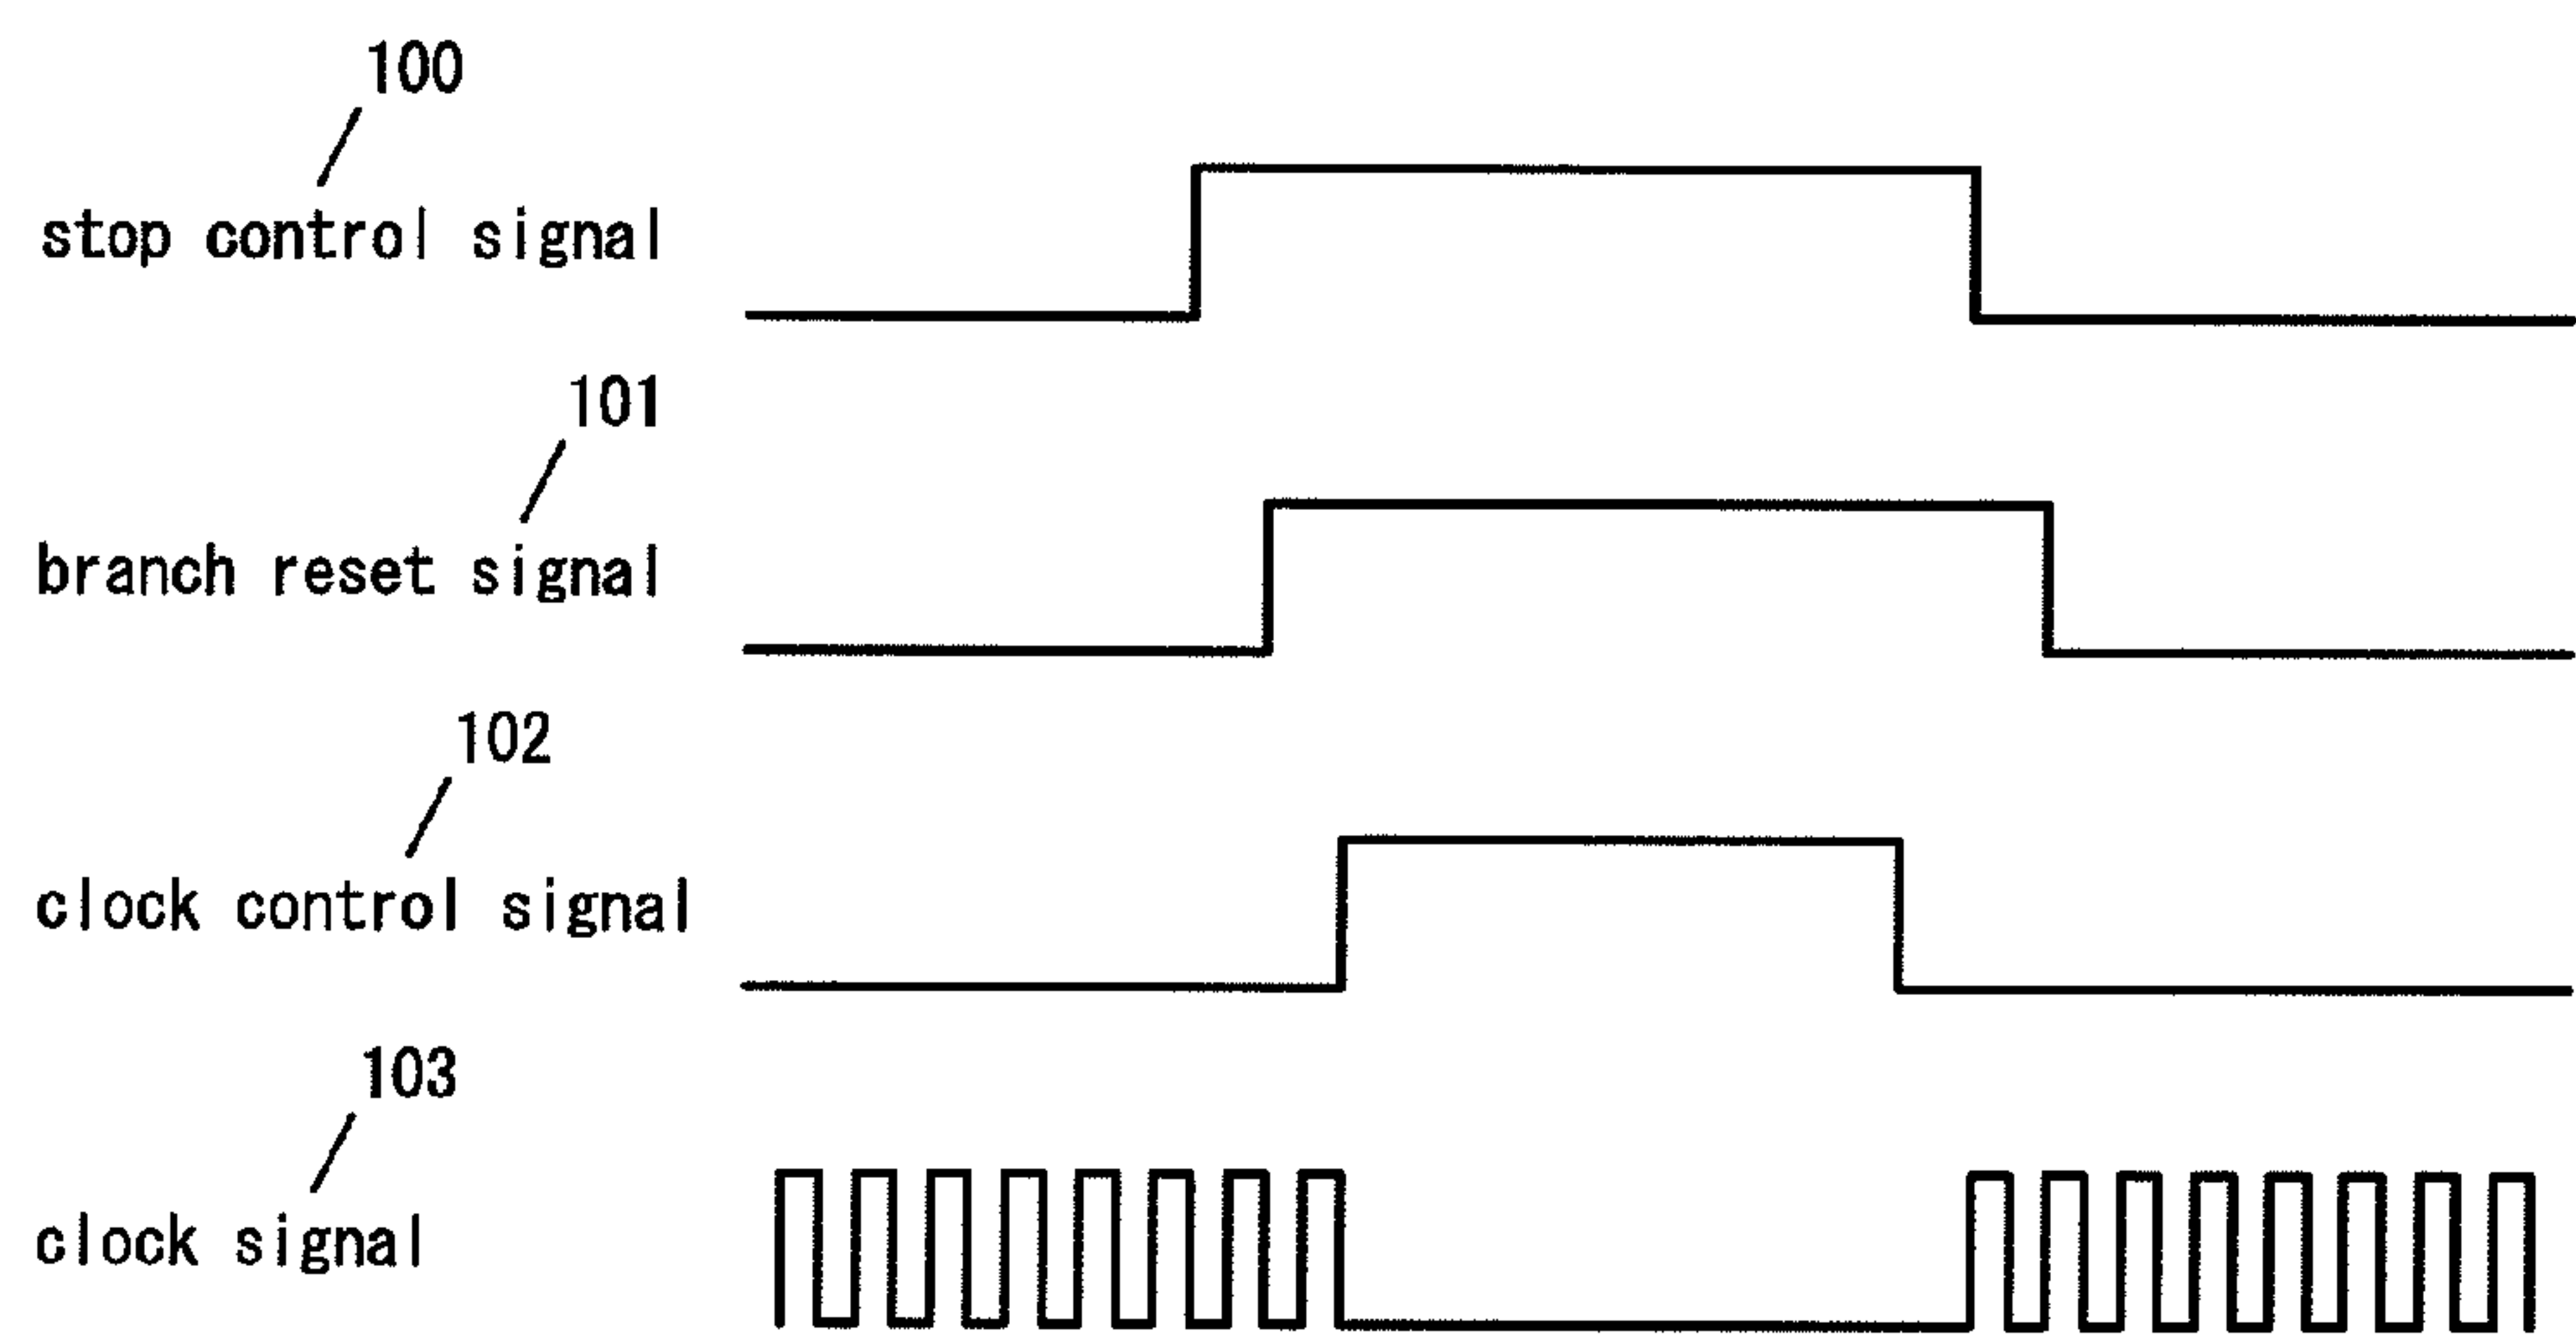 100
stop control signal
101
branch reset signal
102
clock control signal
103
clock signal